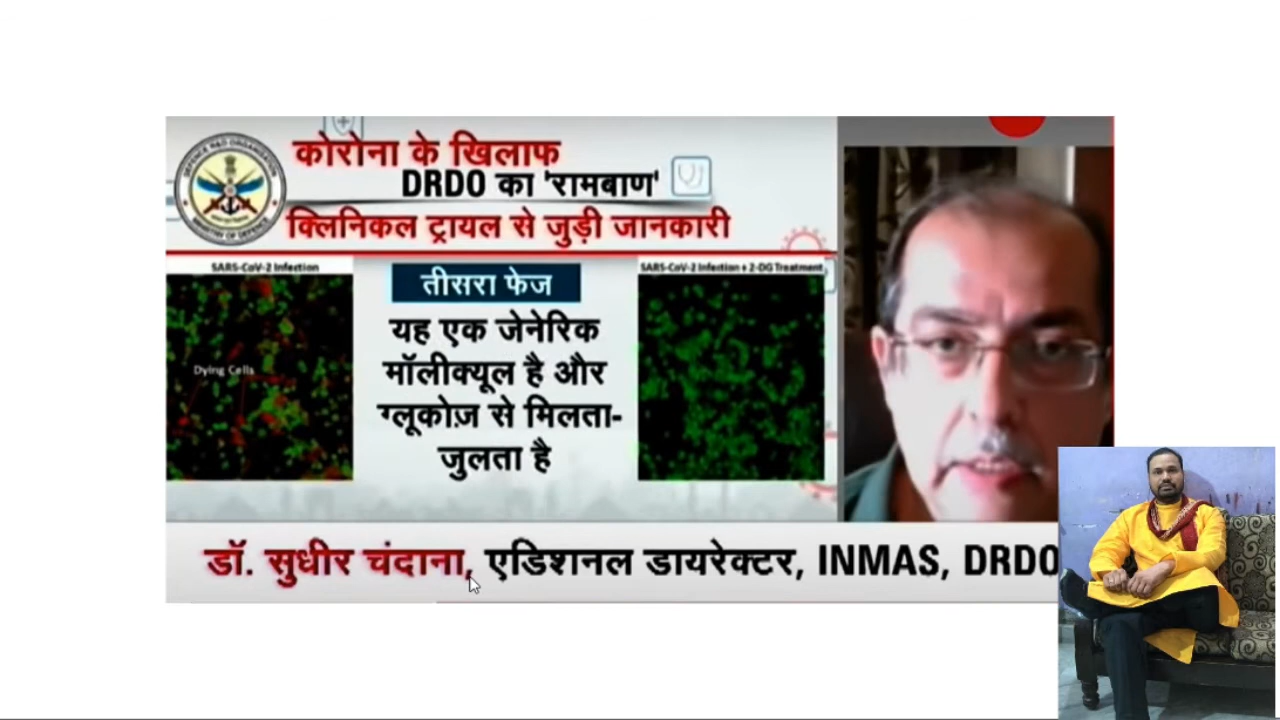 कोरोना के खिलाफ
DRDO का 'रामबाण'
क्लिनिकल ट्रायल से जुड़ी जानकारी
SARS-CoV-2 Infection
Dying Cells
तीसरा फेज
यह एक जेनेरिक
मॉलीक्यूल है और
ग्लूकोज़ से मिलता-
जुलता है
SARS-CoV-2 Infection + 2-DG Treatment
डॉ. सुधीर चंदाना, एडिशनल डायरेक्टर, INMAS, DRDO